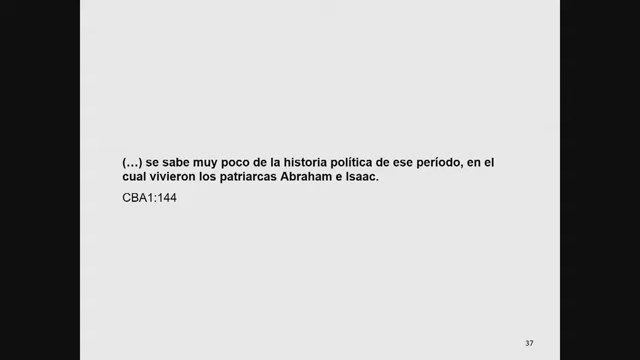 (…) se sabe muy poco de la historia política de ese período, en el
cual vivieron los patriarcas Abraham e Isaac.
CBA1:144
37